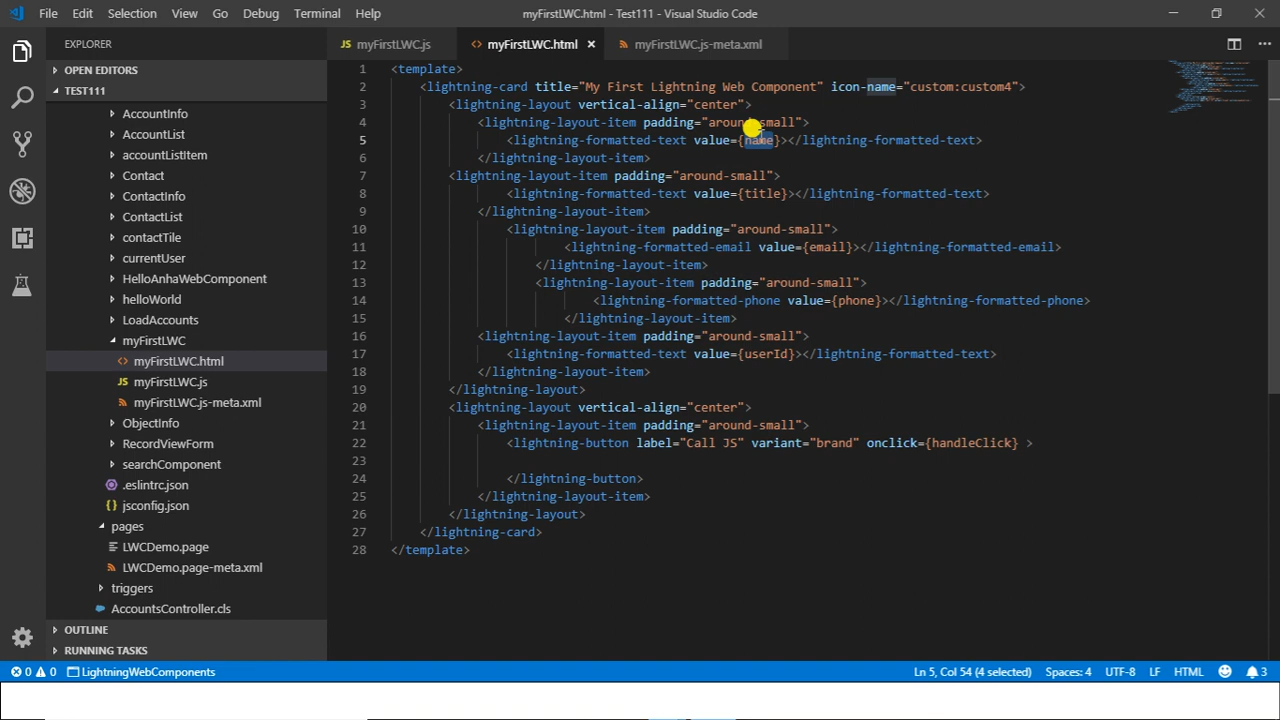 File Edit Selection View Go Debug Terminal Help
myFirstLWC.html - Test111 - Visual Studio Code
EXPLORER
JS myFirstLWC.js
<> myFirstLWC.html ×
myFirstLWC.js-meta.xml
OPEN EDITORS
TEST111
AccountInfo
AccountList
accountListItem
Contact
ContactInfo
ContactList
contactTile
currentUser
HelloAnhaWebComponent
helloWorld
LoadAccounts
myFirstLWC
<> myFirstLWC.html
JS myFirstLWC.js
myFirstLWC.js-meta.xml
ObjectInfo
RecordViewForm
searchComponent
.eslintrc.json
{} jsconfig.json
pages
LWCDemo.page
LWCDemo.page-meta.xml
triggers
AccountsController.cls
OUTLINE
RUNNING TASKS
1 <template>
2 <lightning-card title="My First Lightning Web Component" icon-name="custom:custom4">
3 <lightning-layout vertical-align="center">
4 <lightning-layout-item padding="around-small">
5 <lightning-formatted-text value={name}></lightning-formatted-text>
6 </lightning-layout-item>
7 <lightning-layout-item padding="around-small">
8 <lightning-formatted-text value={title}></lightning-formatted-text>
9 </lightning-layout-item>
10 <lightning-layout-item padding="around-small">
11 <lightning-formatted-email value={email}></lightning-formatted-email>
12 </lightning-layout-item>
13 <lightning-layout-item padding="around-small">
14 <lightning-formatted-phone value={phone}></lightning-formatted-phone>
15 </lightning-layout-item>
16 <lightning-layout-item padding="around-small">
17 <lightning-formatted-text value={userId}></lightning-formatted-text>
18 </lightning-layout-item>
19 </lightning-layout>
20 <lightning-layout vertical-align="center">
21 <lightning-layout-item padding="around-small">
22 <lightning-button label="Call JS" variant="brand" onclick={handleClick} >
23
24 </lightning-button>
25 </lightning-layout-item>
26 </lightning-layout>
27 </lightning-card>
28 </template>
0 0 LightningWebComponents
Ln 5, Col 54 (4 selected) Spaces: 4 UTF-8 LF HTML 3